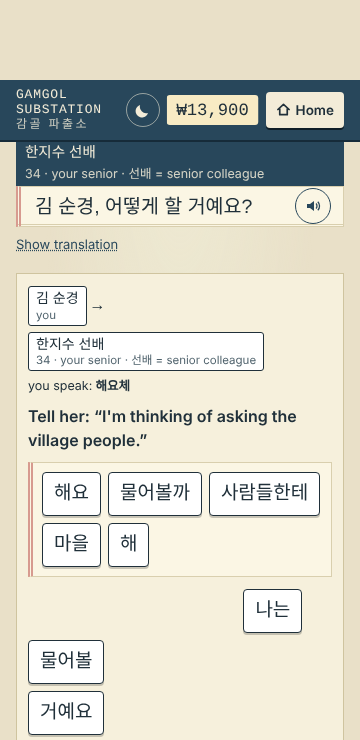 GAMGOL
SUBSTATION
감골 파출소
₩13,900
Home
한지수 선배
34 · your senior · 선배 = senior colleague
김 순경, 어떻게 할 거예요?
Show translation
김 순경
you
→
한지수 선배
34 · your senior · 선배 = senior colleague
you speak: 해요체
Tell her: “I'm thinking of asking the
village people.”
해요 물어볼까 사람들한테
마을 해
나는
물어볼
거예요